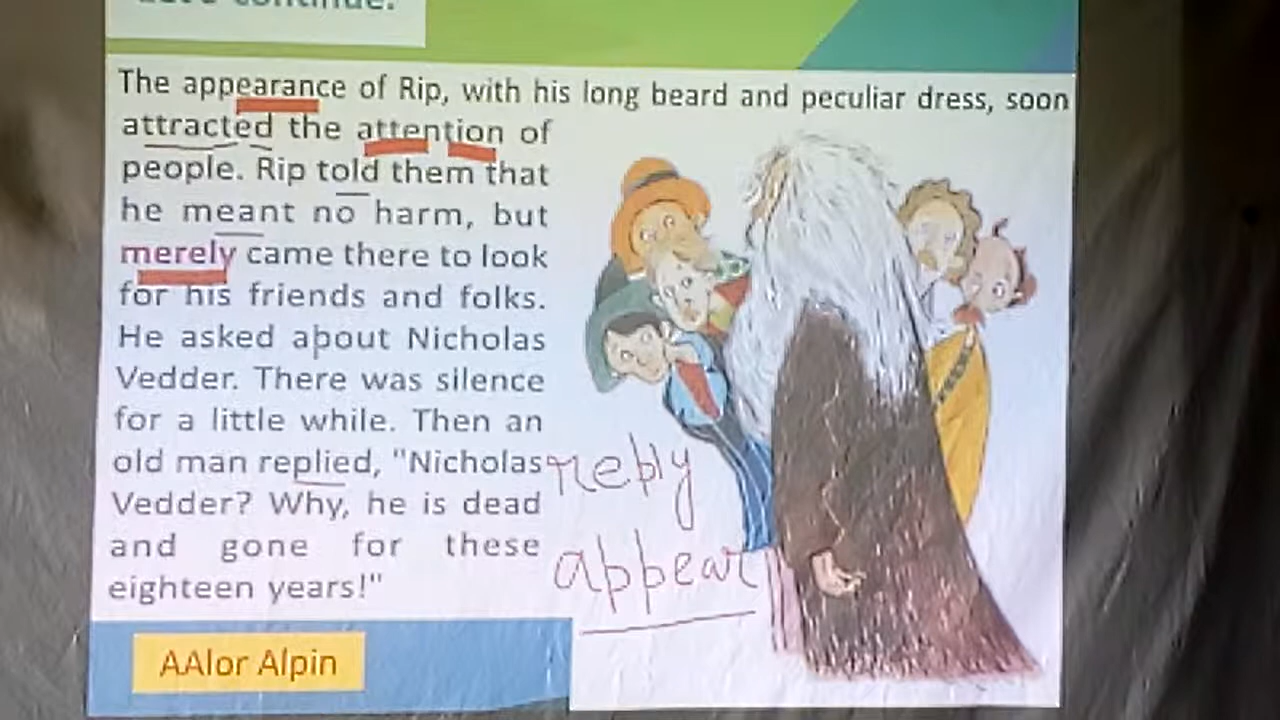 continue.
The appearance of Rip, with his long beard and peculiar dress, soon
attracted the attention of
people. Rip told them that
he meant no harm, but
merely came there to look
for his friends and folks.
He asked about Nicholas
Vedder. There was silence
for a little while. Then an
old man replied, "Nicholas
Vedder? Why, he is dead
and gone for these
eighteen years!"
reply
appear
AAlor Alpin